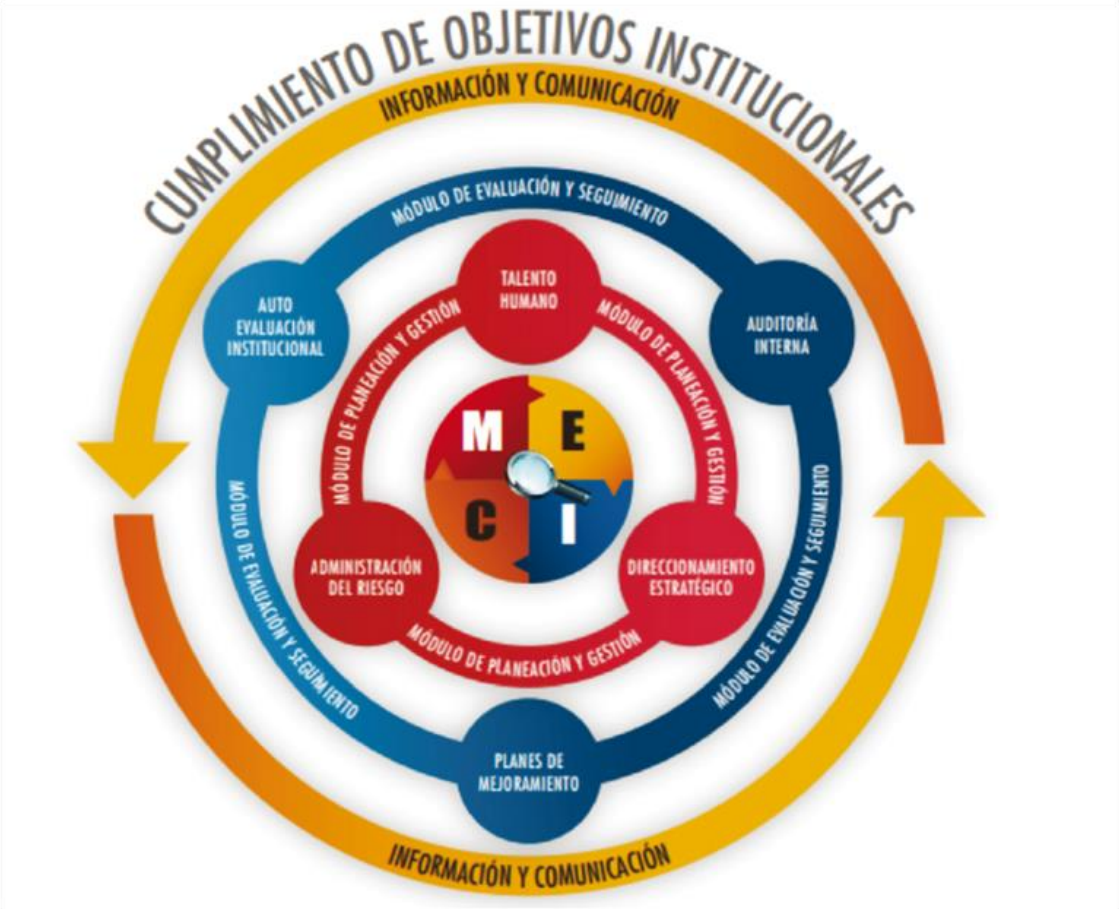 CUMPLIMIENTO DE OBJETIVOS INSTITUCIONALES
INFORMACIÓN Y COMUNICACIÓN
MÓDULO DE EVALUACIÓN Y SEGUIMIENTO
TALENTO
HUMANO
AUTO
EVALUACIÓN
INSTITUCIONAL
AUDITORÍA
INTERNA
MÓDULO DE PLANEACIÓN Y GESTIÓN
MÓDULO DE PLANEACIÓN Y GESTIÓN
M E
C I
ADMINISTRACIÓN
DEL RIESGO
DIRECCIONAMIENTO
ESTRATÉGICO
MÓDULO DE EVALUACIÓN Y SEGUIMIENTO
MÓDULO DE EVALUACIÓN Y SEGUIMIENTO
MÓDULO DE PLANEACIÓN Y GESTIÓN
PLANES DE
MEJORAMIENTO
INFORMACIÓN Y COMUNICACIÓN